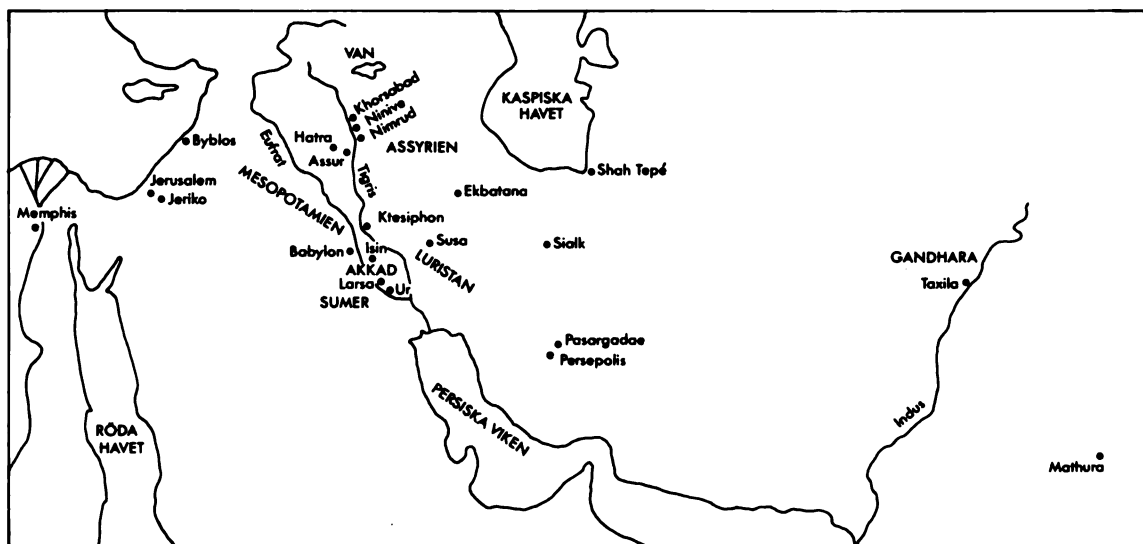 VAN
KASPISKA
HAVET
Khorsabad
Ninive
Nimrud
Byblos
Hatra
Assur
Eufrat
Tigris
ASSYRIEN
Shah Tepé
Jerusalem
Jeriko
MESOPOTAMIEN
Ekbatana
Memphis
Ktesiphon
Babylon
Isin
Susa
LURISTAN
Sialk
GANDHARA
Taxila
AKKAD
Larsa
Ur
SUMER
Pasargadae
Persepolis
PERSISKA VIKEN
RÖDA
HAVET
Indus
Mathura